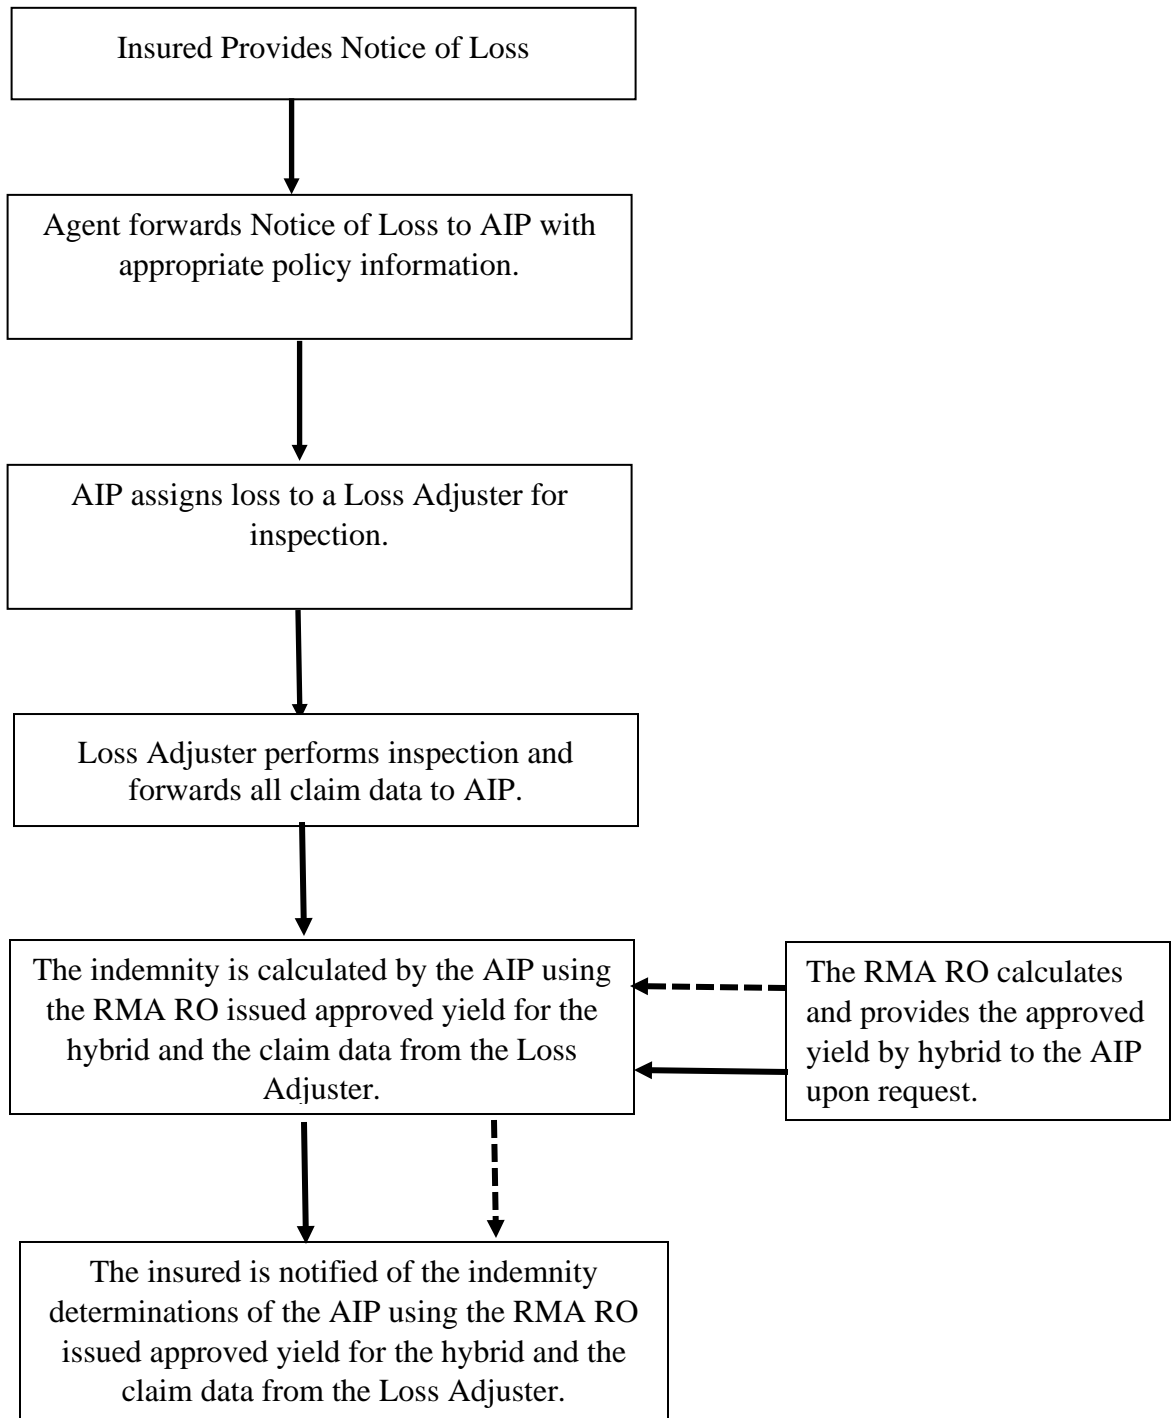 Insured Provides Notice of Loss
Agent forwards Notice of Loss to AIP with
appropriate policy information.
AIP assigns loss to a Loss Adjuster for
inspection.
Loss Adjuster performs inspection and
forwards all claim data to AIP.
The indemnity is calculated by the AIP using
the RMA RO issued approved yield for the
hybrid and the claim data from the Loss
Adjuster.
The RMA RO calculates
and provides the approved
yield by hybrid to the AIP
upon request.
The insured is notified of the indemnity
determinations of the AIP using the RMA RO
issued approved yield for the hybrid and the
claim data from the Loss Adjuster.